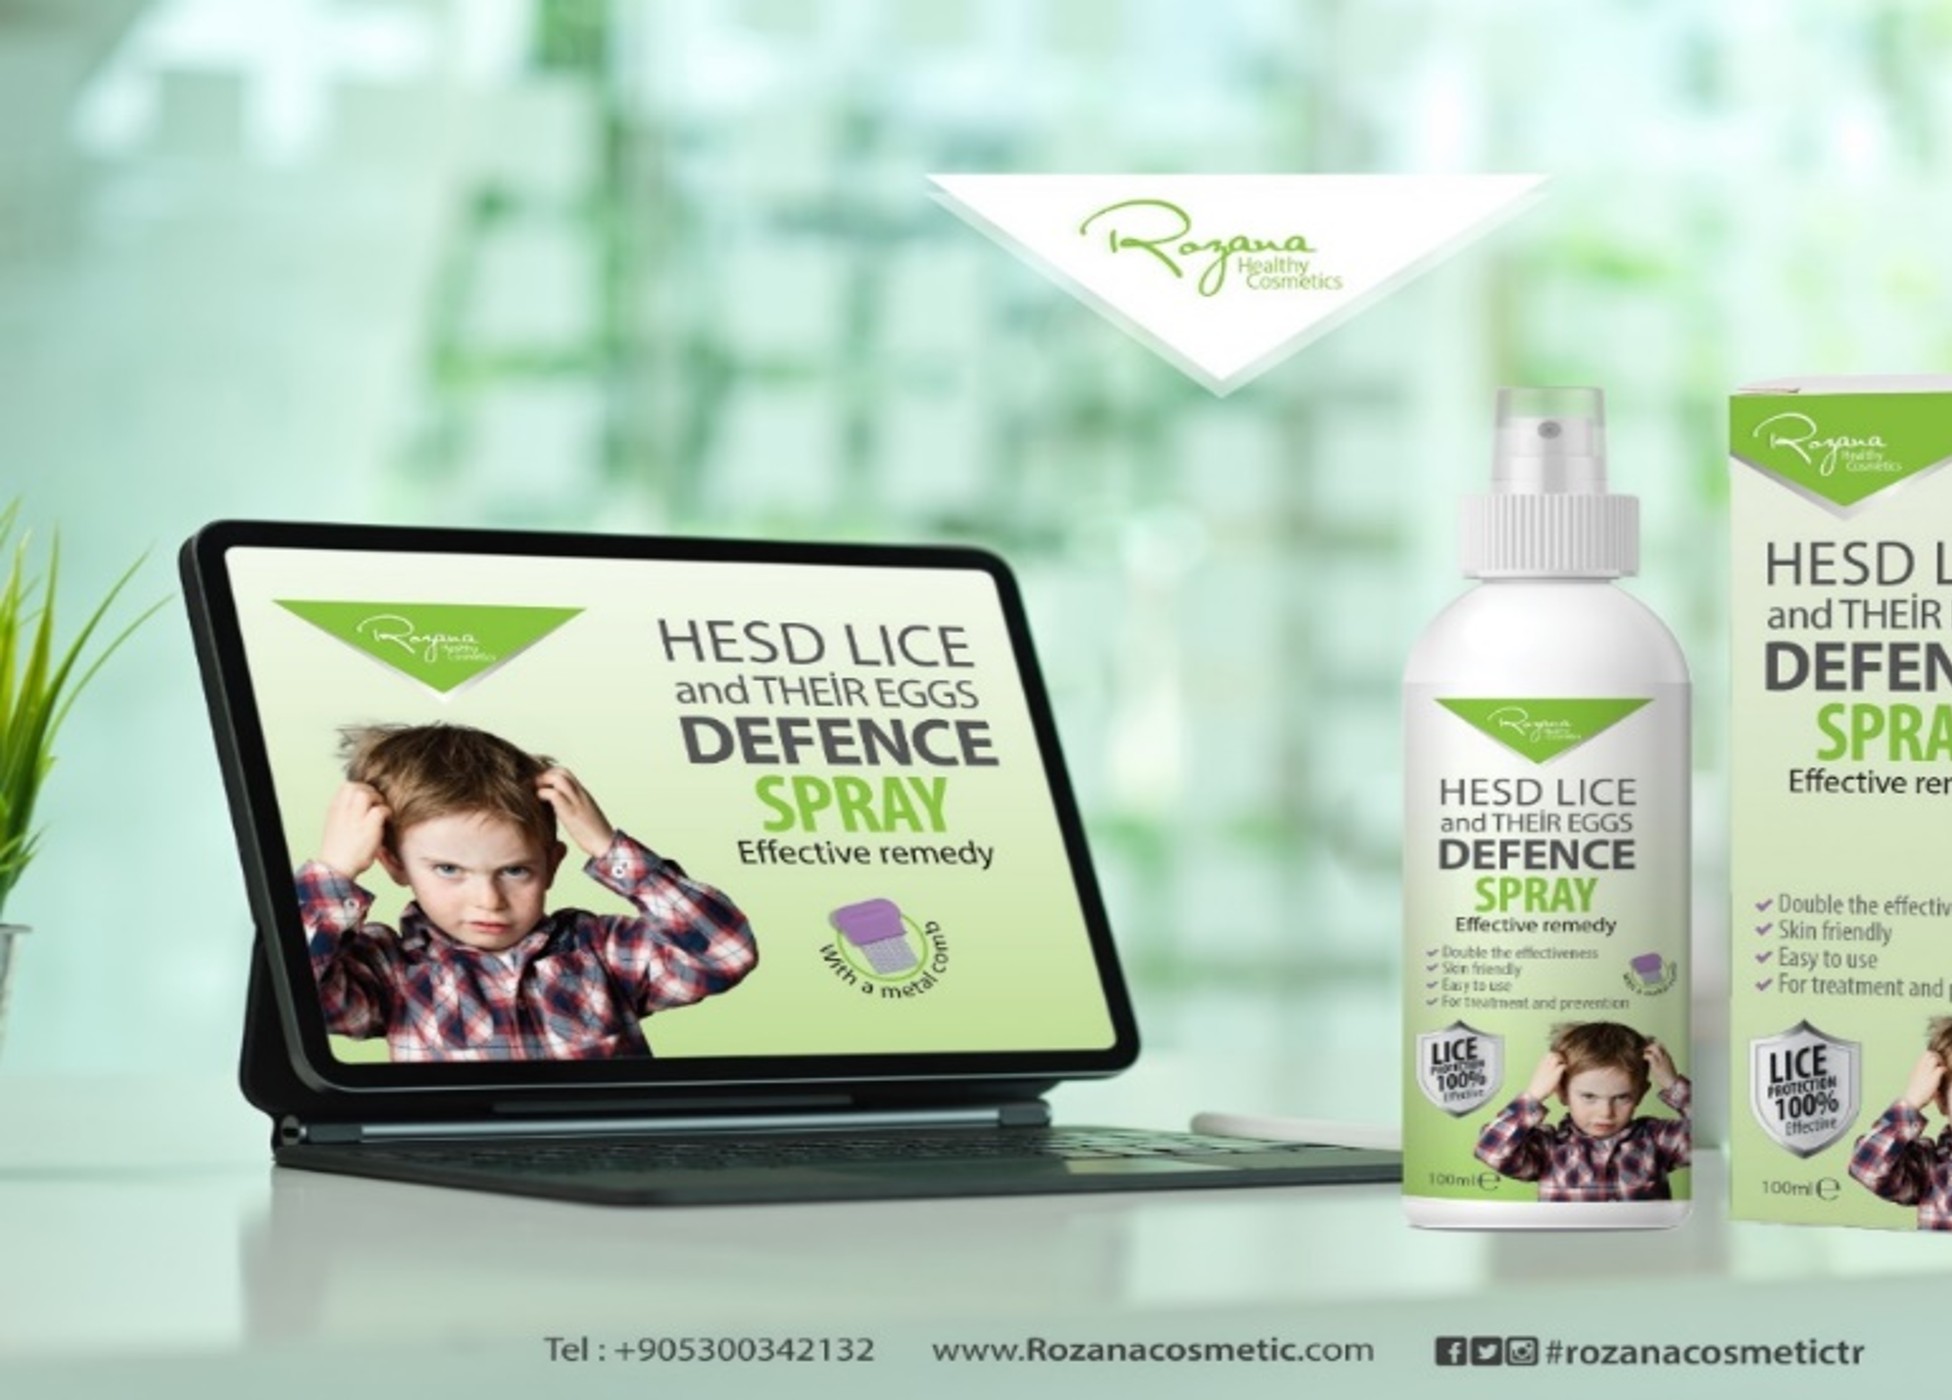 Rozana
Healthy
Cosmetics
Rozana
Healthy
Cosmetics
HESD LICE
and THEİR EGGS
DEFENCE
SPRAY
Effective remedy
With a metal comb
Rozana
Healthy
Cosmetics
HESD LICE
and THEİR EGGS
DEFENCE
SPRAY
Effective remedy
Double the effectiveness
Skin friendly
Easy to use
For treatment and prevention
LICE
PROTECTION
100%
Effective
100ml ℮
Rozana
Healthy
Cosmetics
HESD L
and THEİR
DEFEN
SPRA
Effective rem
Double the effectiv
Skin friendly
Easy to use
For treatment and p
LICE
PROTECTION
100%
Effective
100ml ℮
Tel : +905300342132 www.Rozanacosmetic.com #rozanacosmetictr